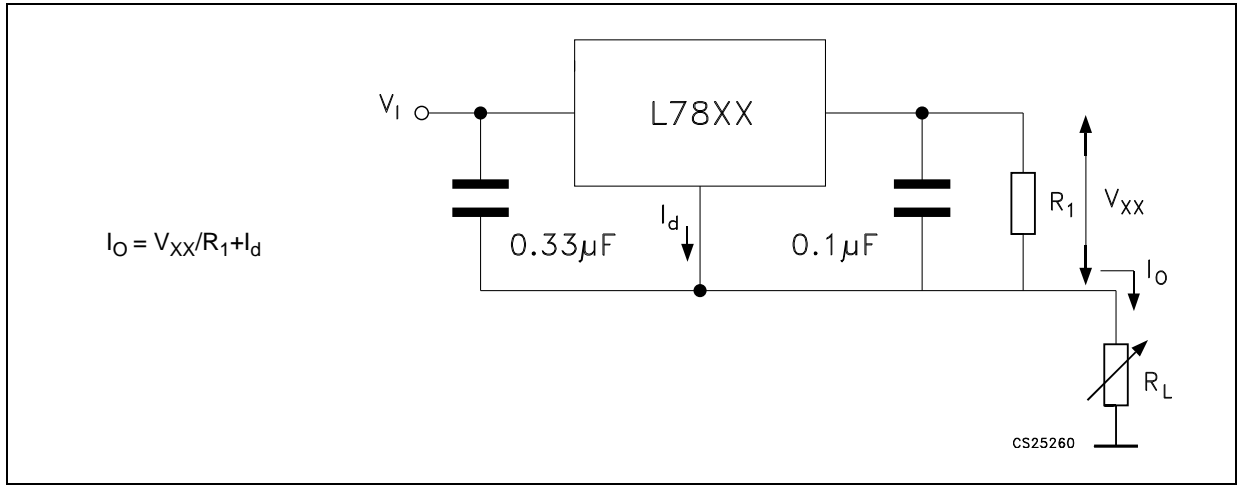 L78XX
V_I
R_1
V_XX
I_d
0.33µF
0.1µF
I_O = V_XX/R_1+I_d
I_O
R_L
CS25260